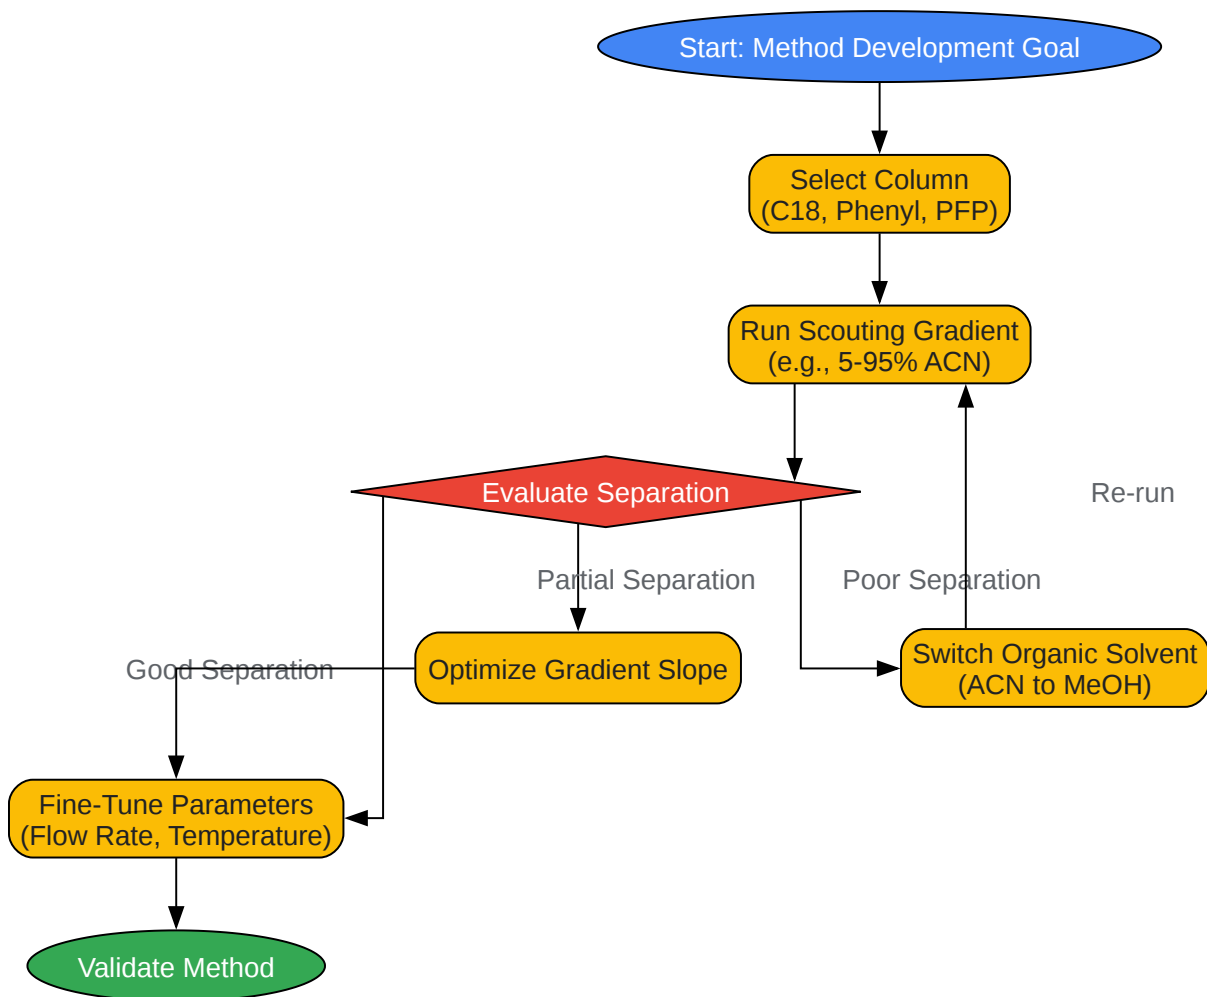 Start: Method Development Goal
Select Column
(C18, Phenyl, PFP)
Run Scouting Gradient
(e.g., 5-95% ACN)
Evaluate Separation
Re-run
Partial Separation
Poor Separation
Good Separation
Optimize Gradient Slope
Switch Organic Solvent
(ACN to MeOH)
Fine-Tune Parameters
(Flow Rate, Temperature)
Validate Method